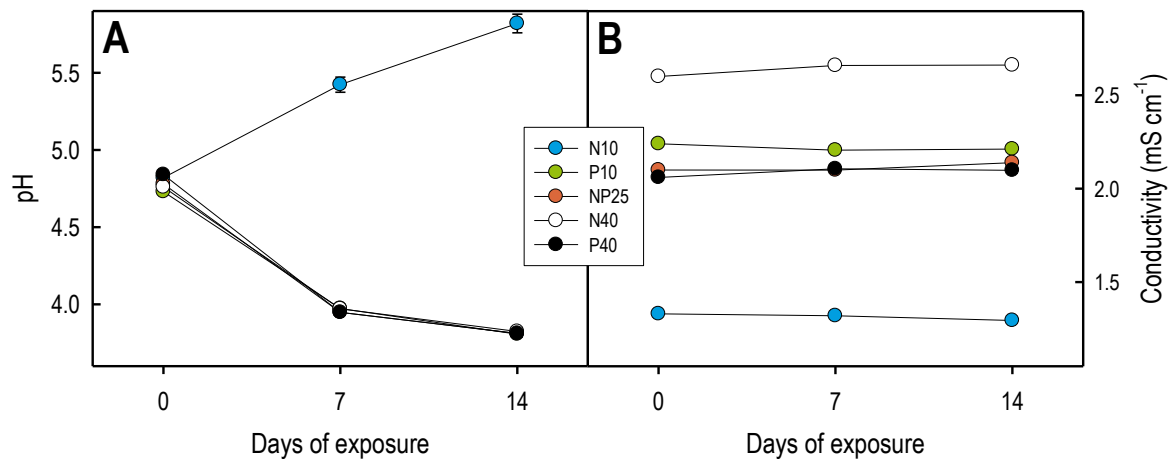 A
B
5.5
5.0
4.5
4.0
pH
0
7
14
Days of exposure
N10
P10
NP25
N40
P40
2.5
2.0
1.5
Conductivity (mS cm⁻¹)
0
7
14
Days of exposure